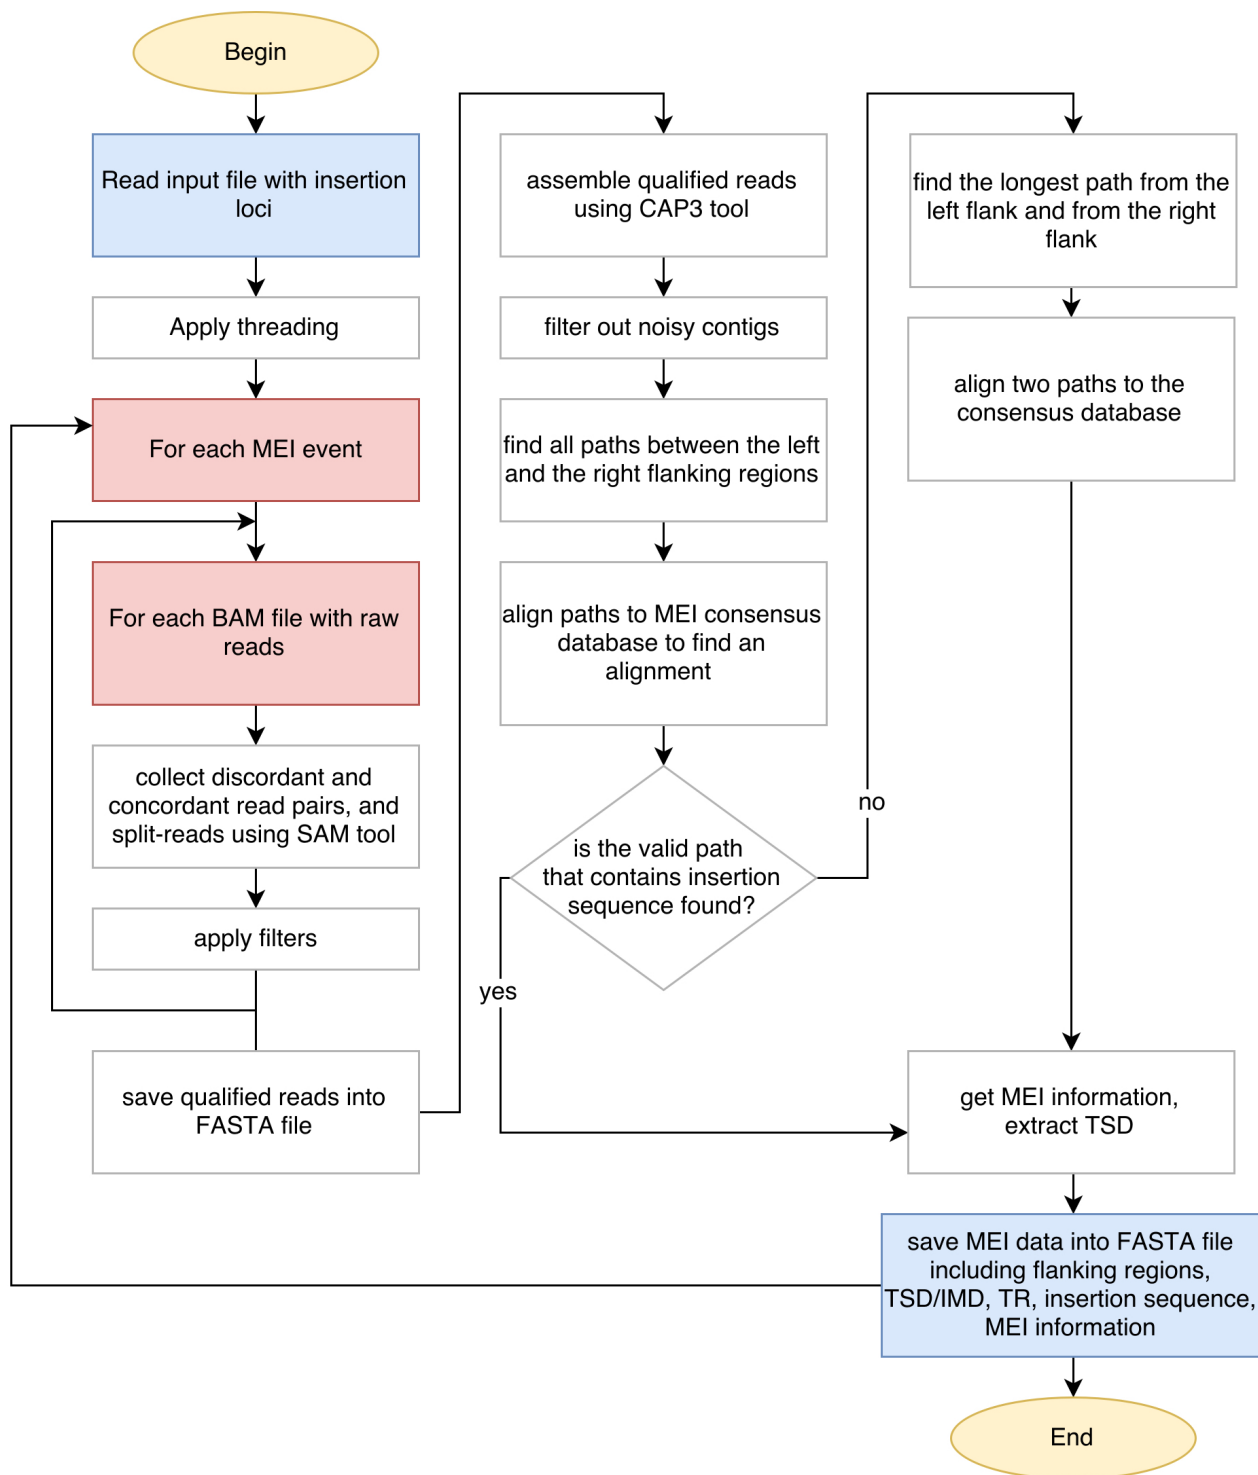 Begin
Read input file with insertion
loci
Apply threading
For each MEI event
For each BAM file with raw
reads
collect discordant and
concordant read pairs, and
split-reads using SAM tool
apply filters
save qualified reads into
FASTA file
assemble qualified reads
using CAP3 tool
filter out noisy contigs
find all paths between the left
and the right flanking regions
align paths to MEI consensus
database to find an
alignment
is the valid path
that contains insertion
sequence found?
yes
no
find the longest path from the
left flank and from the right
flank
align two paths to the
consensus database
get MEI information,
extract TSD
save MEI data into FASTA file
including flanking regions,
TSD/IMD, TR, insertion sequence,
MEI information
End